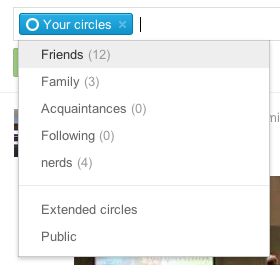 Your circles ×
Friends (12)
Family (3)
Acquaintances (0)
Following (0)
nerds (4)
Extended circles
Public